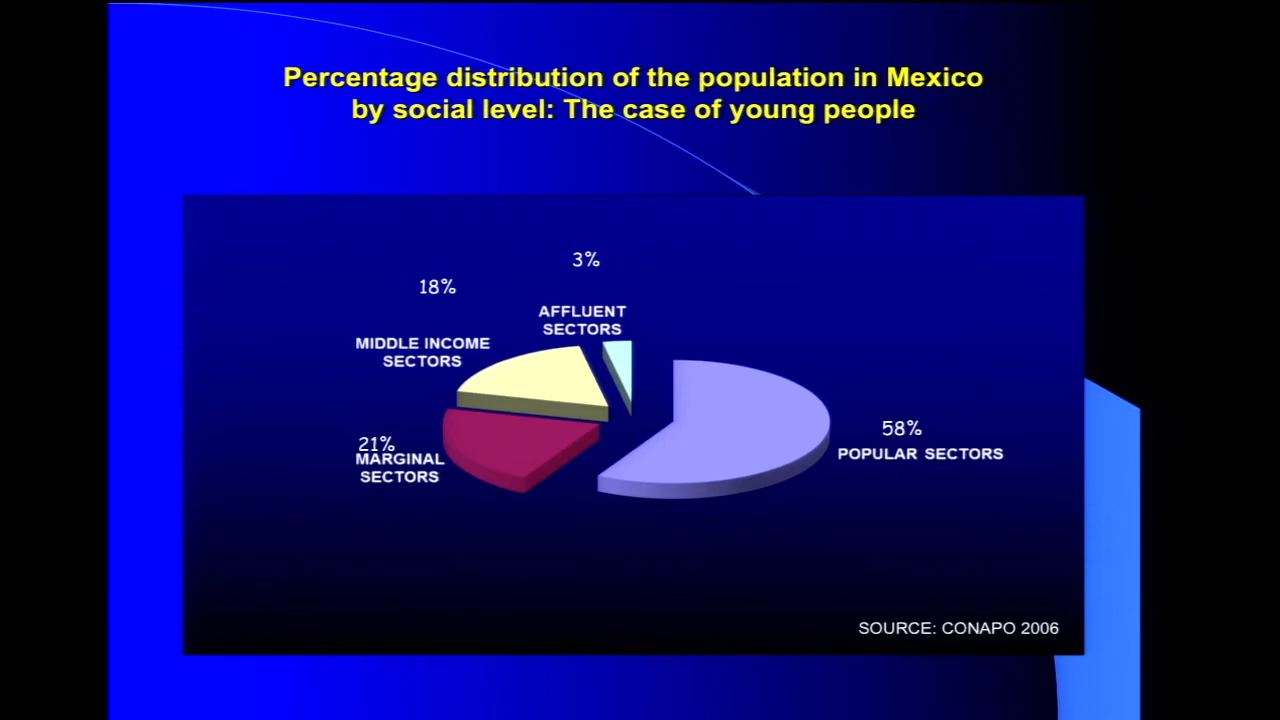 Percentage distribution of the population in Mexico
by social level: The case of young people
3%
18%
AFFLUENT
SECTORS
MIDDLE INCOME
SECTORS
58%
POPULAR SECTORS
21%
MARGINAL
SECTORS
SOURCE: CONAPO 2006